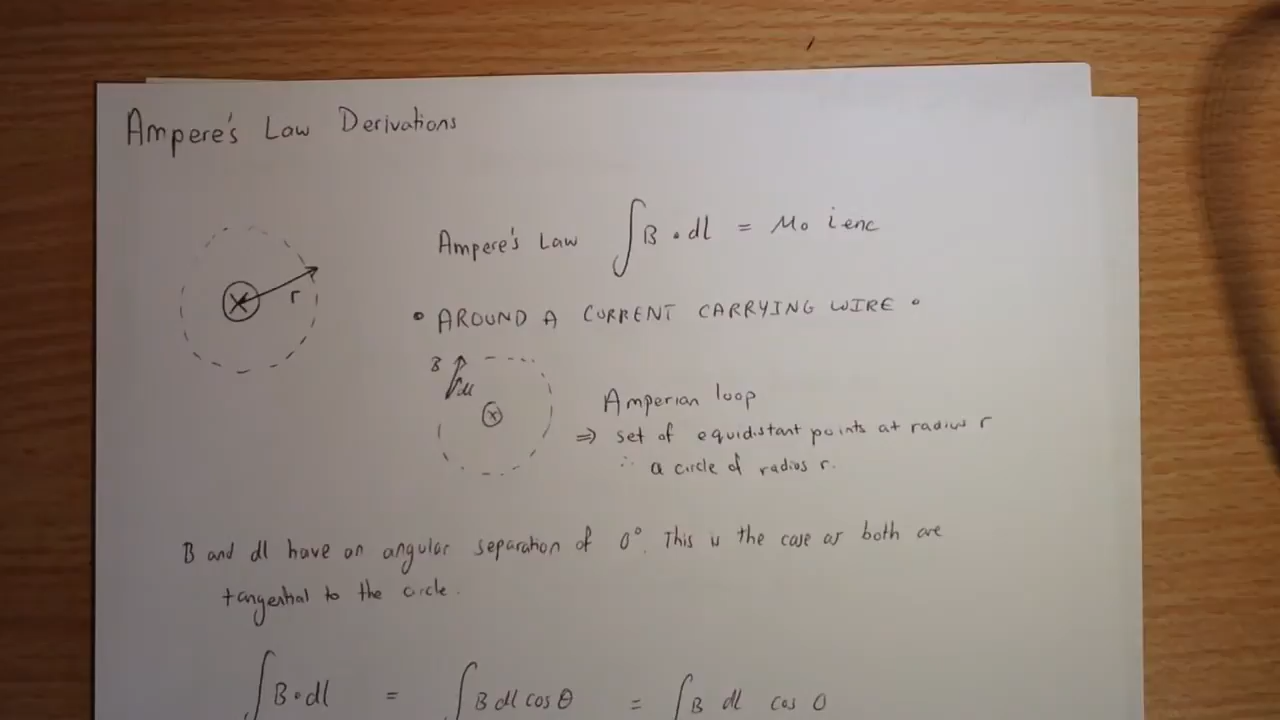 Ampere's Law Derivations
Ampere's Law ∫B • dl = μ₀ i enc
r
• AROUND A CURRENT CARRYING WIRE •
B
dl
Amperian loop
⇒ set of equidistant points at radius r
∴ a circle of radius r.
B and dl have an angular separation of 0°. This is the case as both are
tangential to the circle.
∫B • dl = ∫B dl cos θ = ∫B dl cos 0